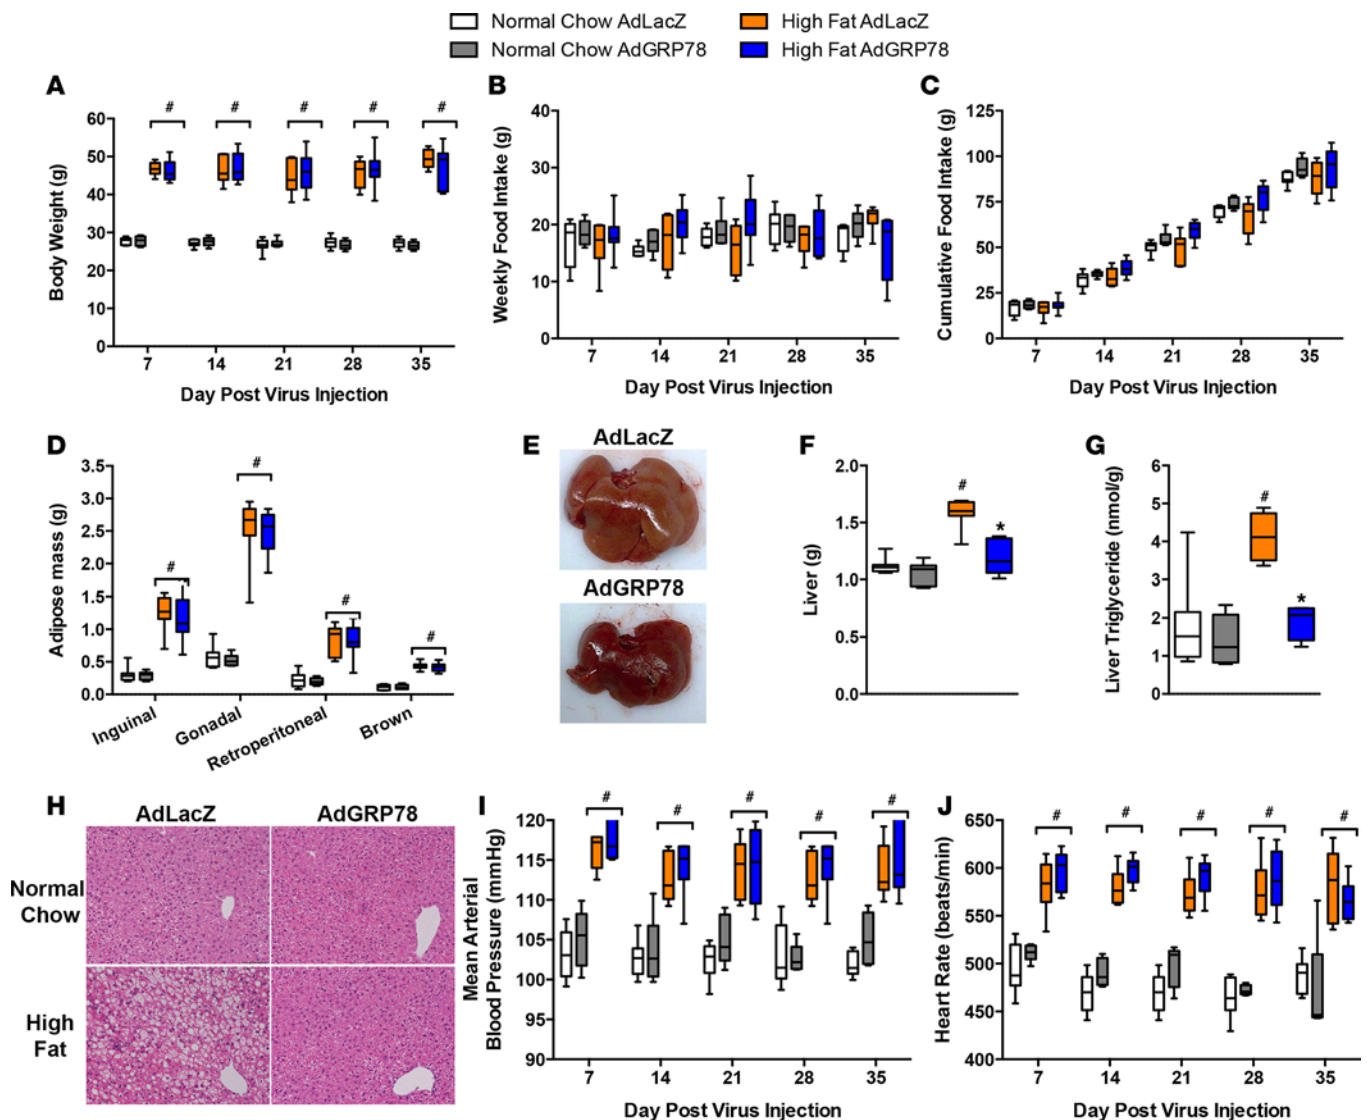 Normal Chow AdLacZ
High Fat AdLacZ
Normal Chow AdGRP78
High Fat AdGRP78
A
# # # # #
Body Weight (g)
60
50
40
30
20
10
0
7 14 21 28 35
Day Post Virus Injection
B
Weekly Food Intake (g)
40
30
20
10
0
7 14 21 28 35
Day Post Virus Injection
C
Cumulative Food Intake (g)
125
100
75
50
25
0
7 14 21 28 35
Day Post Virus Injection
D
Adipose mass (g)
3.5
3.0
2.5
2.0
1.5
1.0
0.5
0.0
# # # #
Inguinal
Gonadal
Retroperitoneal
Brown
E
AdLacZ
AdGRP78
F
Liver (g)
2.0
1.5
1.0
0.5
0.0
#
*
G
Liver Triglyceride (nmol/g)
6
5
4
3
2
1
0
#
*
H
AdLacZ
AdGRP78
Normal
Chow
High
Fat
I
Mean Arterial
Blood Pressure (mmHg)
120
115
110
105
100
95
90
# # # # #
7 14 21 28 35
Day Post Virus Injection
J
Heart Rate (beats/min)
650
600
550
500
450
400
# # # # #
7 14 21 28 35
Day Post Virus Injection